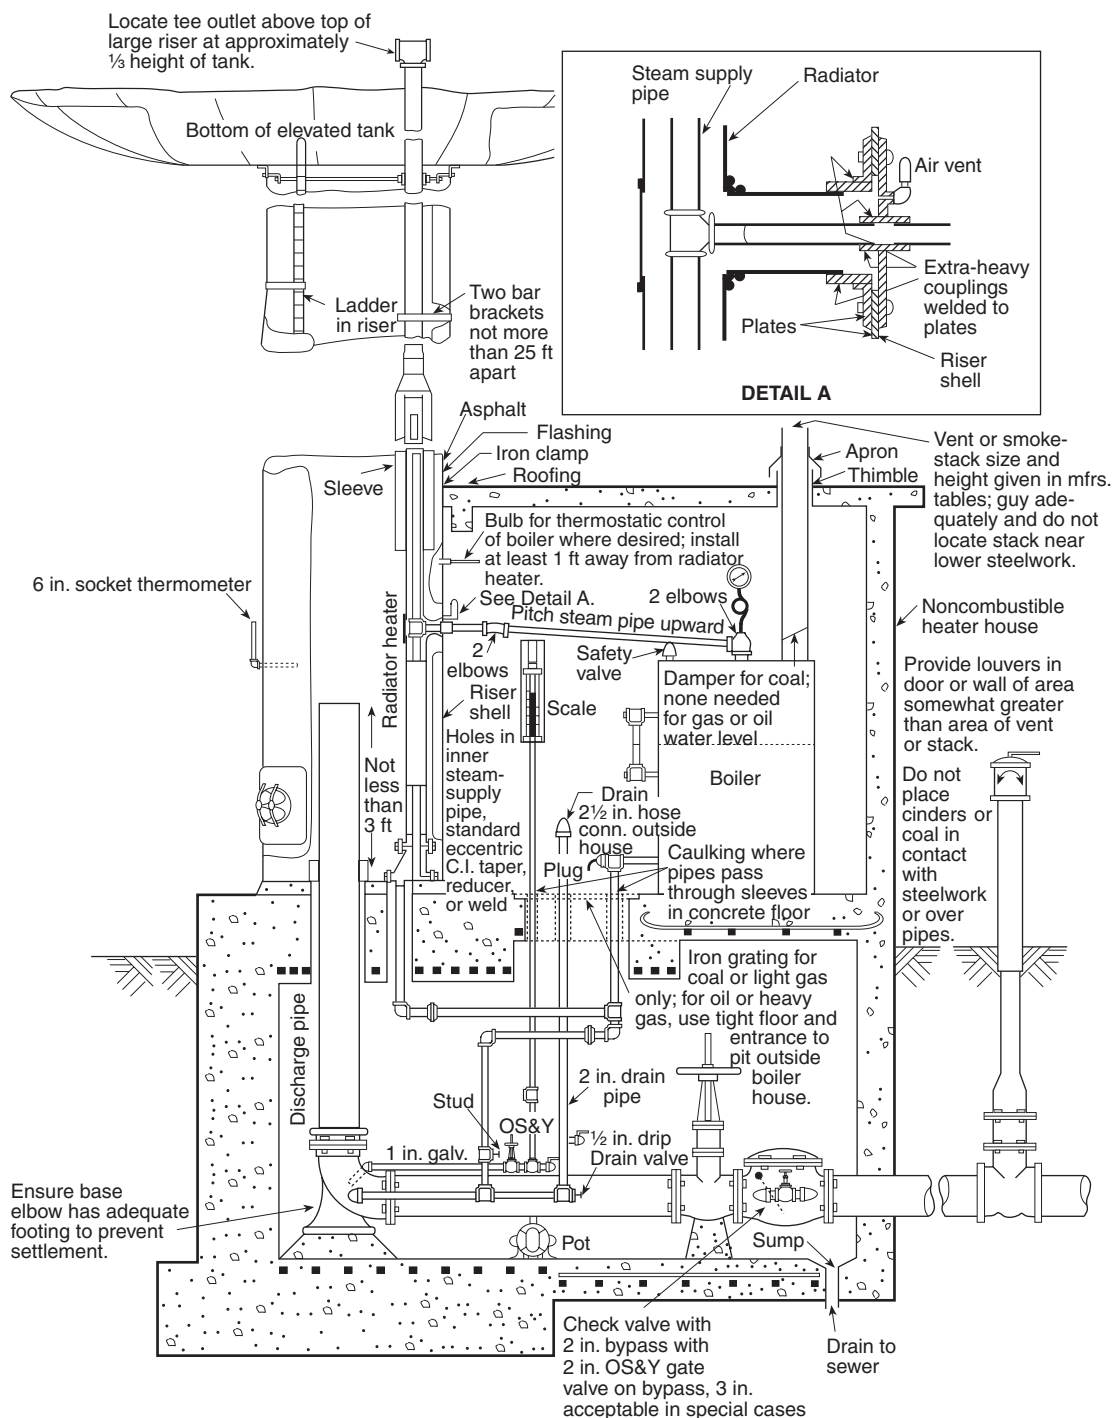 Locate tee outlet above top of
large riser at approximately
⅓ height of tank.
Bottom of elevated tank
Steam supply
pipe
Radiator
Air vent
Extra-heavy
couplings
welded to
plates
Plates
Riser
shell
DETAIL A
Ladder
in riser
Two bar
brackets
not more
than 25 ft
apart
Asphalt
Flashing
Iron clamp
Roofing
Sleeve
Apron
Thimble
Vent or smoke-
stack size and
height given in mfrs.
tables; guy ade-
quately and do not
locate stack near
lower steelwork.
Bulb for thermostatic control
of boiler where desired; install
at least 1 ft away from radiator
heater.
See Detail A.
6 in. socket thermometer
Radiator heater
2 elbows
Pitch steam pipe upward
2
elbows
Safety
valve
Noncombustible
heater house
Riser
shell
Scale
Damper for coal;
none needed
for gas or oil
water level
Boiler
Provide louvers in
door or wall of area
somewhat greater
than area of vent
or stack.
Not
less
than
3 ft
Holes in
inner
steam-
supply
pipe,
standard
eccentric
C.I. taper,
reducer,
or weld
Drain
2½ in. hose
conn. outside
house
Plug
Caulking where
pipes pass
through sleeves
in concrete floor
Do not
place
cinders or
coal in
contact
with
steelwork
or over
pipes.
Iron grating for
coal or light gas
only; for oil or heavy
gas, use tight floor and
entrance to
pit outside
boiler
house.
Discharge pipe
2 in. drain
pipe
Stud
OS&Y
1 in. galv.
½ in. drip
Drain valve
Ensure base
elbow has adequate
footing to prevent
settlement.
Pot
Sump
Check valve with
2 in. bypass with
2 in. OS&Y gate
valve on bypass, 3 in.
acceptable in special cases
Drain to
sewer